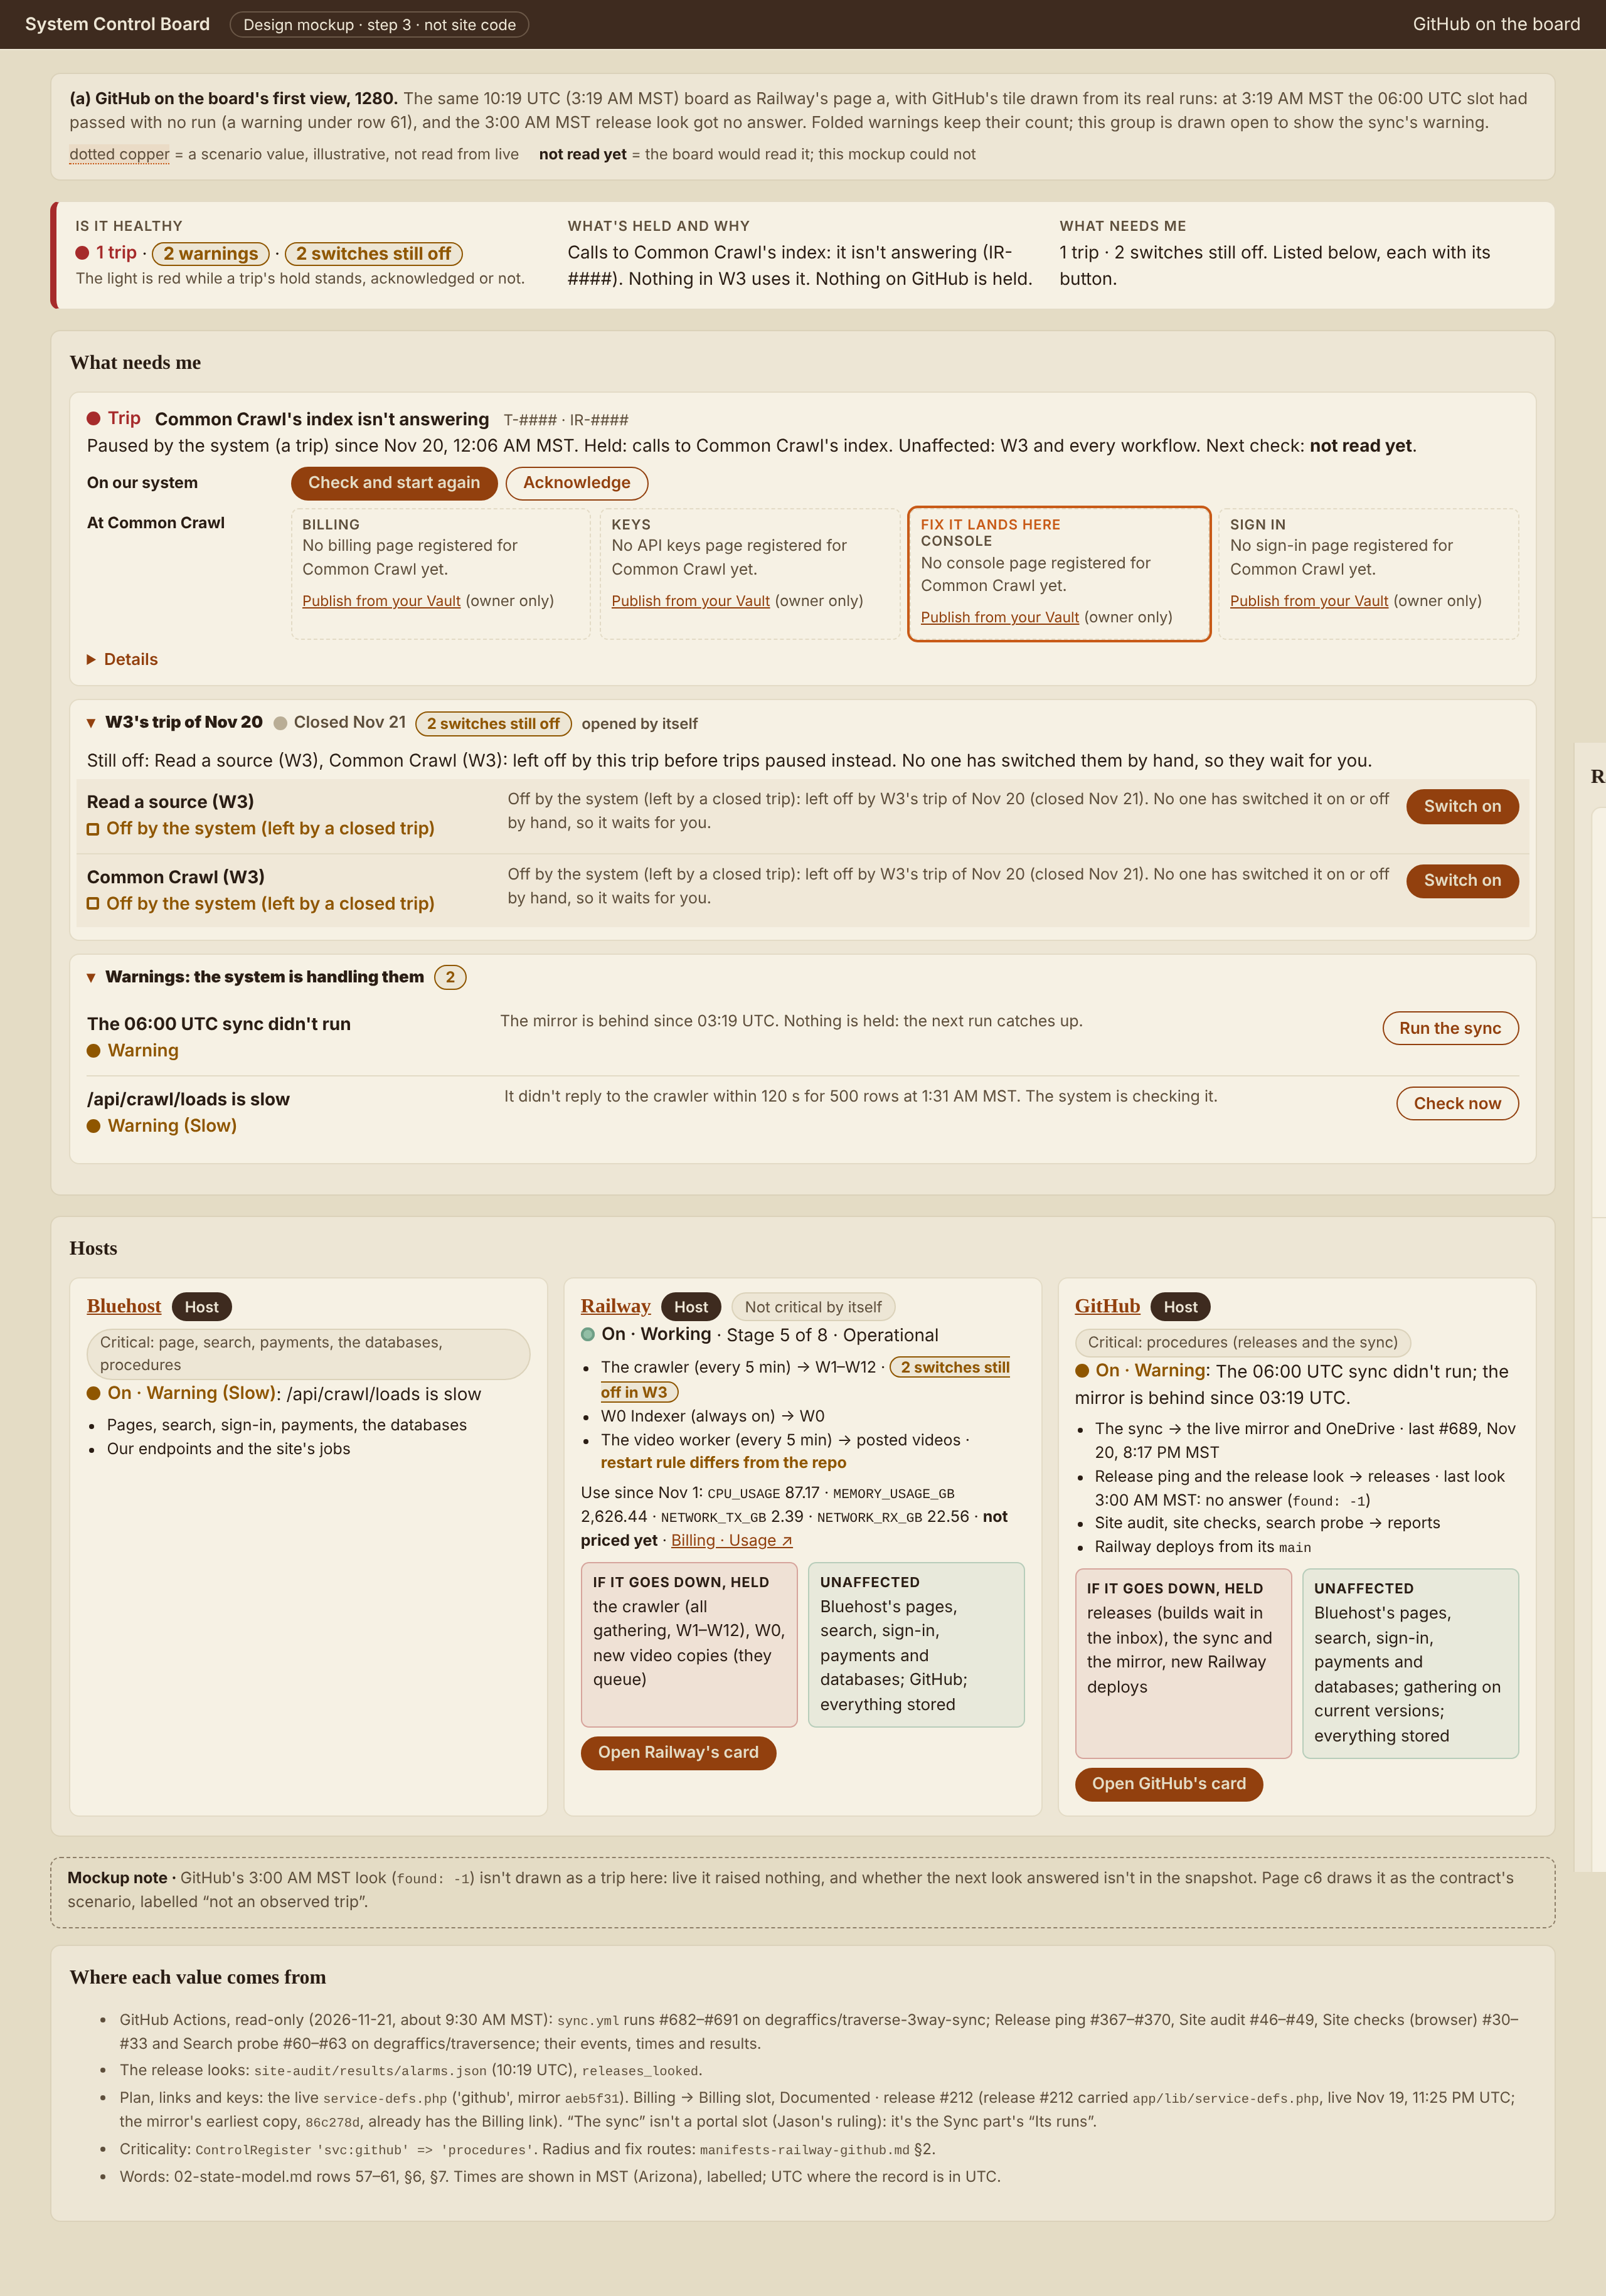 System Control Board
Design mockup · step 3 · not site code
GitHub on the board
(a) GitHub on the board's first view, 1280. The same 10:19 UTC (3:19 AM MST) board as Railway's page a, with GitHub's tile drawn from its real runs: at 3:19 AM MST the 06:00 UTC slot had
passed with no run (a warning under row 61), and the 3:00 AM MST release look got no answer. Folded warnings keep their count; this group is drawn open to show the sync's warning.
dotted copper = a scenario value, illustrative, not read from live not read yet = the board would read it; this mockup could not
IS IT HEALTHY
1 trip · 2 warnings · 2 switches still off
The light is red while a trip's hold stands, acknowledged or not.
WHAT'S HELD AND WHY
Calls to Common Crawl's index: it isn't answering (IR-
####). Nothing in W3 uses it. Nothing on GitHub is held.
WHAT NEEDS ME
1 trip · 2 switches still off. Listed below, each with its
button.
What needs me
Trip Common Crawl's index isn't answering T-#### · IR-####
Paused by the system (a trip) since Nov 20, 12:06 AM MST. Held: calls to Common Crawl's index. Unaffected: W3 and every workflow. Next check: not read yet.
On our system
Check and start again
Acknowledge
At Common Crawl
BILLING
No billing page registered for
Common Crawl yet.
Publish from your Vault (owner only)
KEYS
No API keys page registered for
Common Crawl yet.
Publish from your Vault (owner only)
FIX IT LANDS HERE
CONSOLE
No console page registered for
Common Crawl yet.
Publish from your Vault (owner only)
SIGN IN
No sign-in page registered for
Common Crawl yet.
Publish from your Vault (owner only)
▶ Details
▼ W3's trip of Nov 20 Closed Nov 21 2 switches still off opened by itself
Still off: Read a source (W3), Common Crawl (W3): left off by this trip before trips paused instead. No one has switched them by hand, so they wait for you.
Read a source (W3)
Off by the system (left by a closed trip)
Off by the system (left by a closed trip): left off by W3's trip of Nov 20 (closed Nov 21). No one has switched it on or off
by hand, so it waits for you.
Switch on
Common Crawl (W3)
Off by the system (left by a closed trip)
Off by the system (left by a closed trip): left off by W3's trip of Nov 20 (closed Nov 21). No one has switched it on or off
by hand, so it waits for you.
Switch on
▼ Warnings: the system is handling them 2
The 06:00 UTC sync didn't run
Warning
The mirror is behind since 03:19 UTC. Nothing is held: the next run catches up.
Run the sync
/api/crawl/loads is slow
Warning (Slow)
It didn't reply to the crawler within 120 s for 500 rows at 1:31 AM MST. The system is checking it.
Check now
R
Hosts
Bluehost Host
Critical: page, search, payments, the databases,
procedures
On · Warning (Slow): /api/crawl/loads is slow
• Pages, search, sign-in, payments, the databases
• Our endpoints and the site's jobs
Railway Host Not critical by itself
On · Working · Stage 5 of 8 · Operational
• The crawler (every 5 min) → W1–W12 · 2 switches still
off in W3
• W0 Indexer (always on) → W0
• The video worker (every 5 min) → posted videos ·
restart rule differs from the repo
Use since Nov 1: CPU_USAGE 87.17 · MEMORY_USAGE_GB
2,626.44 · NETWORK_TX_GB 2.39 · NETWORK_RX_GB 22.56 · not
priced yet · Billing · Usage ↗
IF IT GOES DOWN, HELD
the crawler (all
gathering, W1–W12), W0,
new video copies (they
queue)
UNAFFECTED
Bluehost's pages,
search, sign-in,
payments and
databases; GitHub;
everything stored
Open Railway's card
GitHub Host
Critical: procedures (releases and the sync)
On · Warning: The 06:00 UTC sync didn't run; the
mirror is behind since 03:19 UTC.
• The sync → the live mirror and OneDrive · last #689, Nov
20, 8:17 PM MST
• Release ping and the release look → releases · last look
3:00 AM MST: no answer (found: -1)
• Site audit, site checks, search probe → reports
• Railway deploys from its main
IF IT GOES DOWN, HELD
releases (builds wait in
the inbox), the sync and
the mirror, new Railway
deploys
UNAFFECTED
Bluehost's pages,
search, sign-in,
payments and
databases; gathering on
current versions;
everything stored
Open GitHub's card
Mockup note · GitHub's 3:00 AM MST look (found: -1) isn't drawn as a trip here: live it raised nothing, and whether the next look answered isn't in the snapshot. Page c6 draws it as the contract's
scenario, labelled “not an observed trip”.
Where each value comes from
• GitHub Actions, read-only (2026-11-21, about 9:30 AM MST): sync.yml runs #682–#691 on degraffics/traverse-3way-sync; Release ping #367–#370, Site audit #46–#49, Site checks (browser) #30–
#33 and Search probe #60–#63 on degraffics/traversence; their events, times and results.
• The release looks: site-audit/results/alarms.json (10:19 UTC), releases_looked.
• Plan, links and keys: the live service-defs.php ('github', mirror aeb5f31). Billing → Billing slot, Documented · release #212 (release #212 carried app/lib/service-defs.php, live Nov 19, 11:25 PM UTC;
the mirror's earliest copy, 86c278d, already has the Billing link). “The sync” isn't a portal slot (Jason's ruling): it's the Sync part's “Its runs”.
• Criticality: ControlRegister 'svc:github' => 'procedures'. Radius and fix routes: manifests-railway-github.md §2.
• Words: 02-state-model.md rows 57–61, §6, §7. Times are shown in MST (Arizona), labelled; UTC where the record is in UTC.